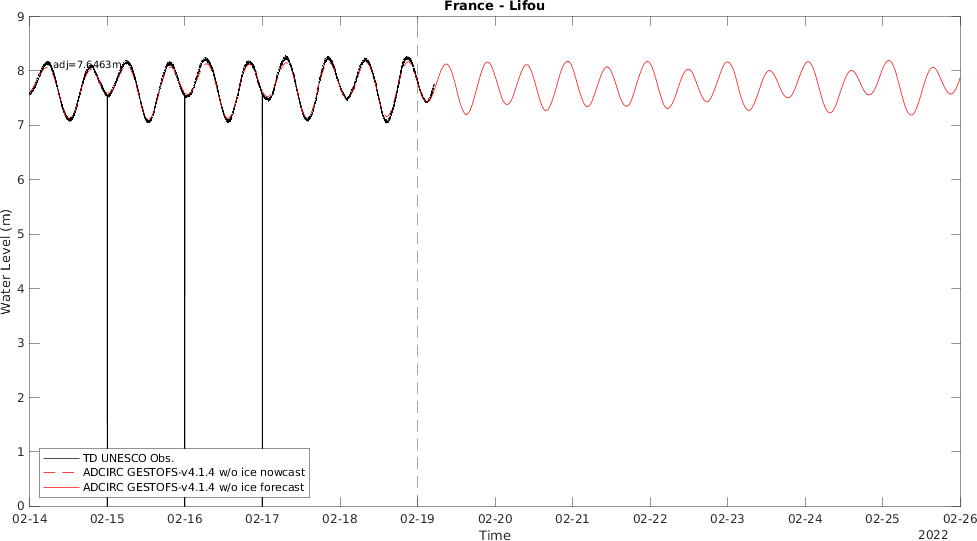 France - Lifou
9
8
7
6
5
4
3
2
1
0
adj=7.6463m
Water Level (m)
TD UNESCO Obs.
ADCIRC GESTOFS-v4.1.4 w/o ice nowcast
ADCIRC GESTOFS-v4.1.4 w/o ice forecast
02-14 02-15 02-16 02-17 02-18 02-19 02-20 02-21 02-22 02-23 02-24 02-25 02-26
Time
2022